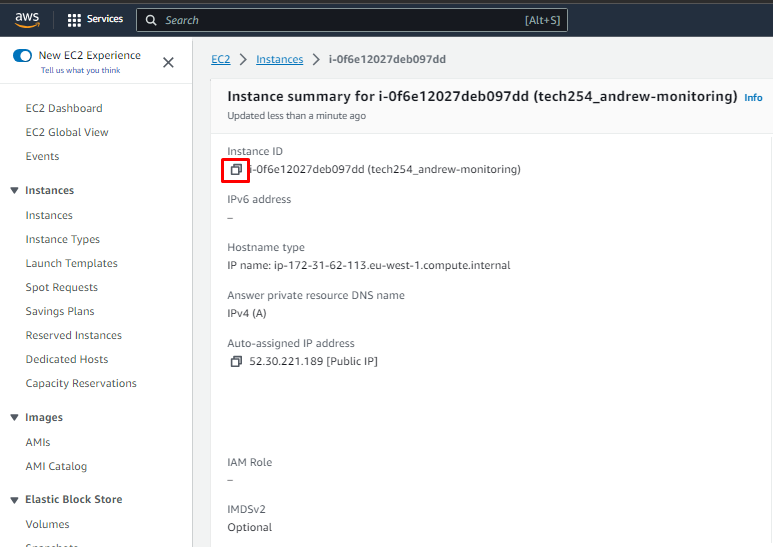 aws
Services
Search
[Alt+S]
New EC2 Experience
Tell us what you think
EC2 Dashboard
EC2 Global View
Events
Instances
Instances
Instance Types
Launch Templates
Spot Requests
Savings Plans
Reserved Instances
Dedicated Hosts
Capacity Reservations
Images
AMIs
AMI Catalog
Elastic Block Store
Volumes
Snapshots
EC2
Instances
i-0f6e12027deb097dd
Instance summary for i-0f6e12027deb097dd (tech254_andrew-monitoring)
Info
Updated less than a minute ago
Instance ID
i-0f6e12027deb097dd (tech254_andrew-monitoring)
IPv6 address
–
Hostname type
IP name: ip-172-31-62-113.eu-west-1.compute.internal
Answer private resource DNS name
IPv4 (A)
Auto-assigned IP address
52.30.221.189 [Public IP]
IAM Role
–
IMDSv2
Optional